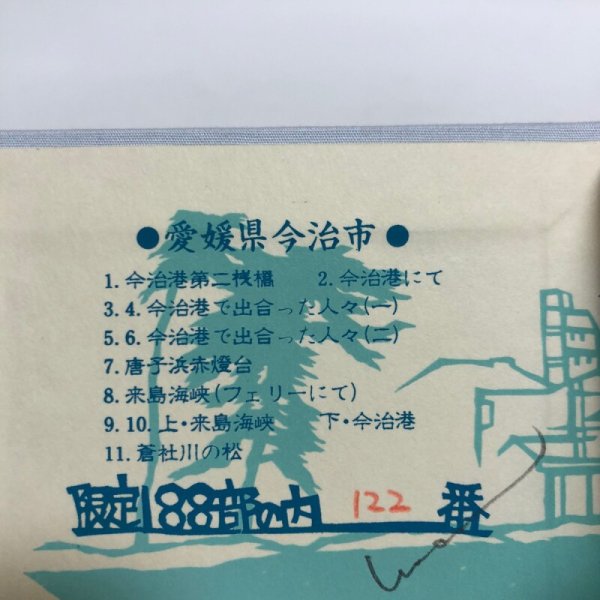 ●愛媛県今治市●
1. 今治港第二桟橋 2. 今治港にて
3.4. 今治港で出合った人々(一)
5.6. 今治港で出合った人々(二)
7. 唐子浜赤燈台
8. 来島海峡(フェリーにて)
9.10. 上・来島海峡 下・今治港
11. 蒼社川の松
限定188部の内 122 番